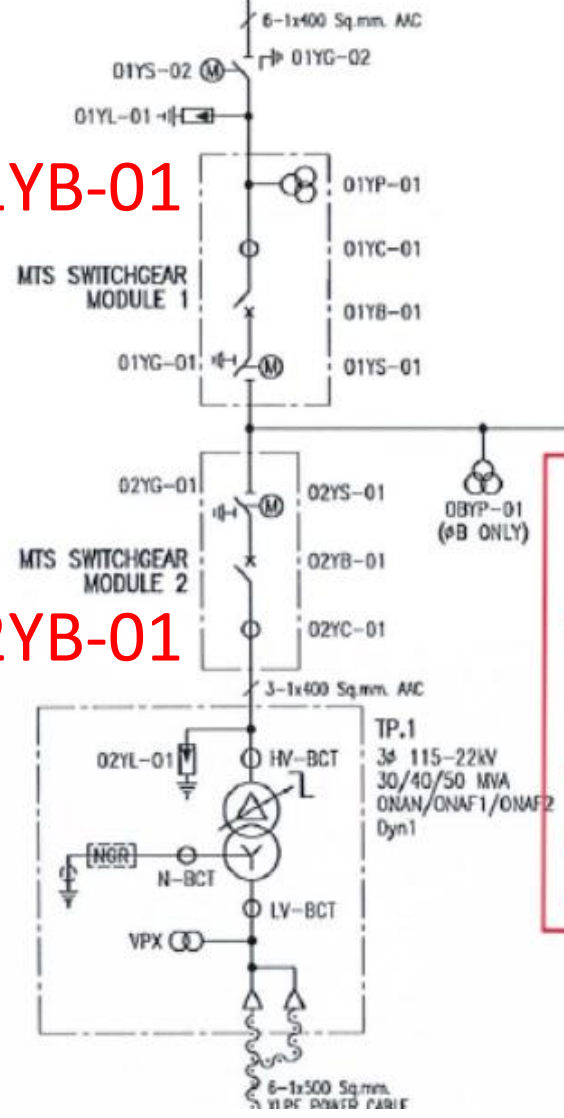 6-1x400 Sq.mm. AAC
01YS-02
M
01YG-02
01YL-01
YB-01
01YP-01
01YC-01
MTS SWITCHGEAR
MODULE 1
01YB-01
01YG-01
M
01YS-01
02YG-01
02YS-01
M
0BYP-01
(øB ONLY)
MTS SWITCHGEAR
MODULE 2
02YB-01
2YB-01
02YC-01
3-1x400 Sq.mm. AAC
TP.1
02YL-01
HV-BCT
3ø 115-22kV
30/40/50 MVA
ONAN/ONAF1/ONAF2
Dyn1
NGR
Y
N-BCT
LV-BCT
VPX
6-1x500 Sq.mm.
XLPE POWER CABLE